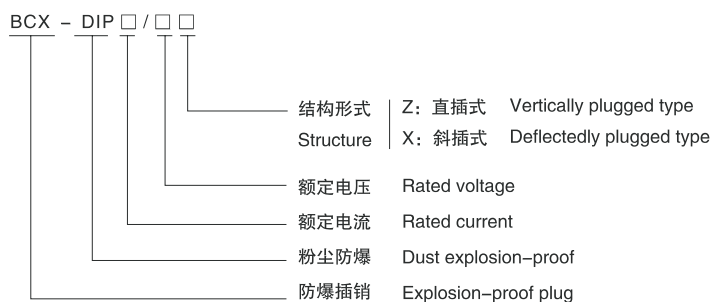 BCX – DIP□/□□
结构形式 Z：直插式 Vertically plugged type
Structure X：斜插式 Deflectedly plugged type
额定电压 Rated voltage
额定电流 Rated current
粉尘防爆 Dust explosion–proof
防爆插销 Explosion–proof plug